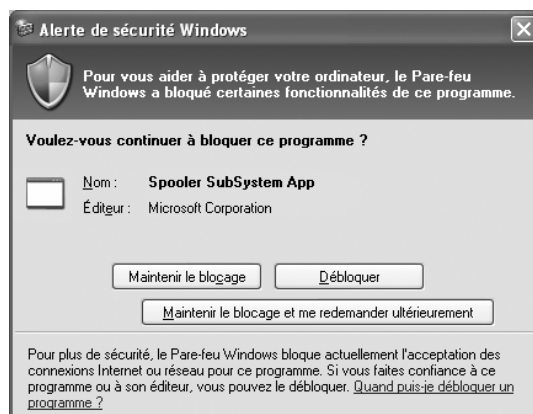 Alerte de sécurité Windows
Pour vous aider à protéger votre ordinateur, le Pare-feu
Windows a bloqué certaines fonctionnalités de ce programme.
Voulez-vous continuer à bloquer ce programme ?
Nom : Spooler SubSystem App
Éditeur : Microsoft Corporation
Maintenir le blocage Débloquer
Maintenir le blocage et me redemander ultérieurement
Pour plus de sécurité, le Pare-feu Windows bloque actuellement l'acceptation des
connexions Internet ou réseau pour ce programme. Si vous faites confiance à ce
programme ou à son éditeur, vous pouvez le débloquer. Quand puis-je débloquer un
programme ?